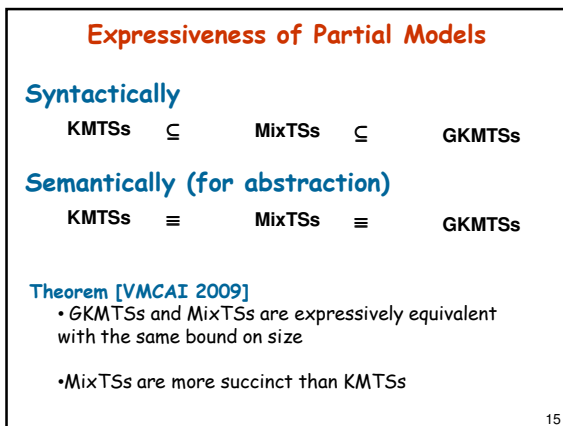 Expressiveness of Partial Models
Syntactically
KMTSs ⊆ MixTSs ⊆ GKMTSs
Semantically (for abstraction)
KMTSs ≡ MixTSs ≡ GKMTSs
Theorem [VMCAI 2009]
• GKMTSs and MixTSs are expressively equivalent
with the same bound on size
•MixTSs are more succinct than KMTSs
15